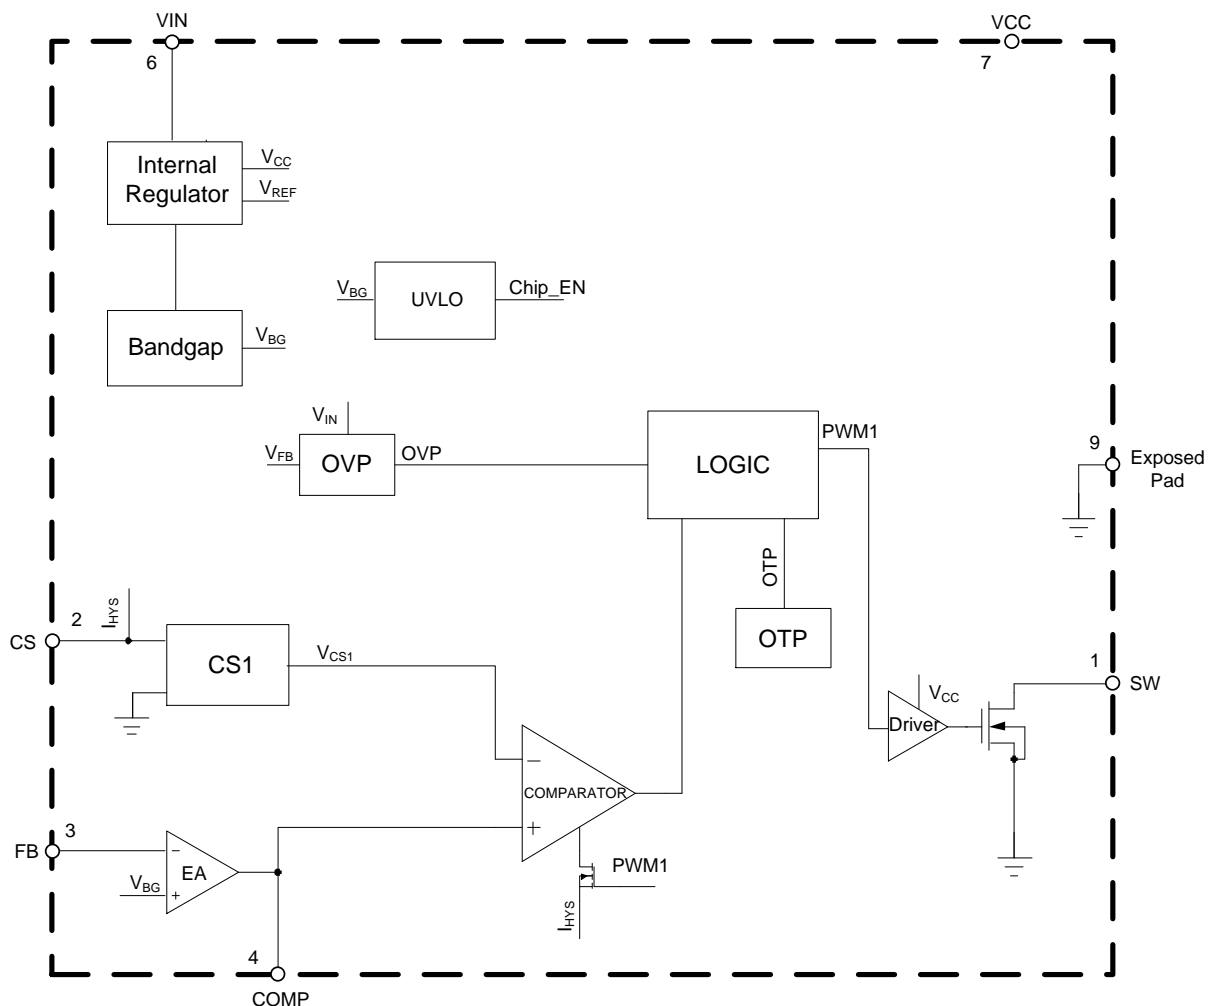 VIN
VCC
6
7
Internal
Regulator
VCC
VREF
Bandgap
VBG
VBG
UVLO
Chip_EN
VIN
VFB
OVP
OVP
LOGIC
PWM1
9
Exposed
Pad
OTP
OTP
2
IHYS
CS
CS1
VCS1
1
SW
VCC
Driver
−
COMPARATOR
+
3
FB
−
EA
VBG
+
PWM1
IHYS
4
COMP